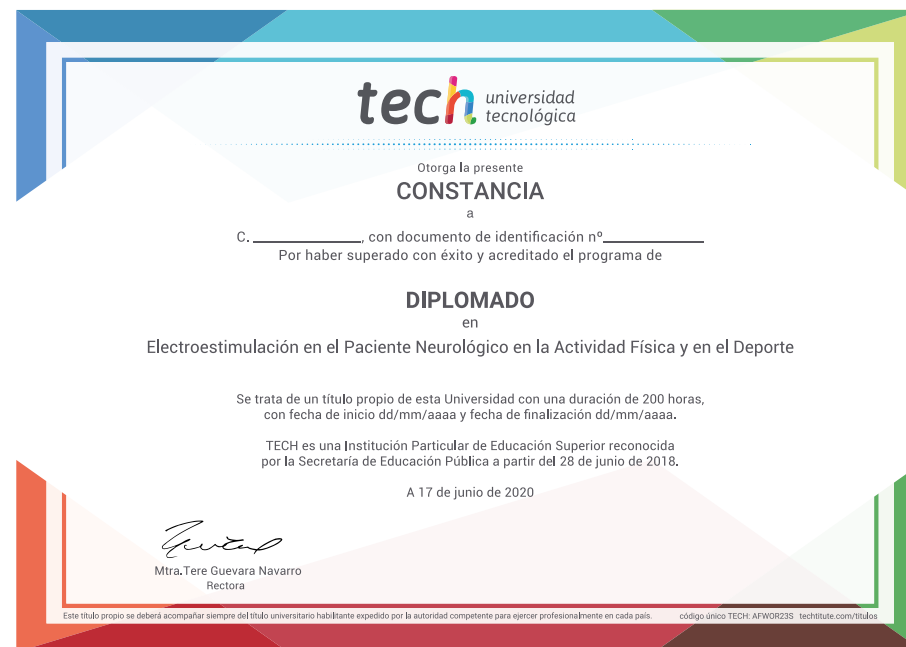 tech universidad
tecnológica
Otorga la presente
CONSTANCIA
a
C. ______________, con documento de identificación nº_____________
Por haber superado con éxito y acreditado el programa de
DIPLOMADO
en
Electroestimulación en el Paciente Neurológico en la Actividad Física y en el Deporte
Se trata de un título propio de esta Universidad con una duración de 200 horas,
con fecha de inicio dd/mm/aaaa y fecha de finalización dd/mm/aaaa.
TECH es una Institución Particular de Educación Superior reconocida
por la Secretaría de Educación Pública a partir del 28 de junio de 2018.
A 17 de junio de 2020
Mtra.Tere Guevara Navarro
Rectora
Este título propio se deberá acompañar siempre del título universitario habilitante expedido por la autoridad competente para ejercer profesionalmente en cada país. código único TECH: AFWOR23S techtitute.com/titulos